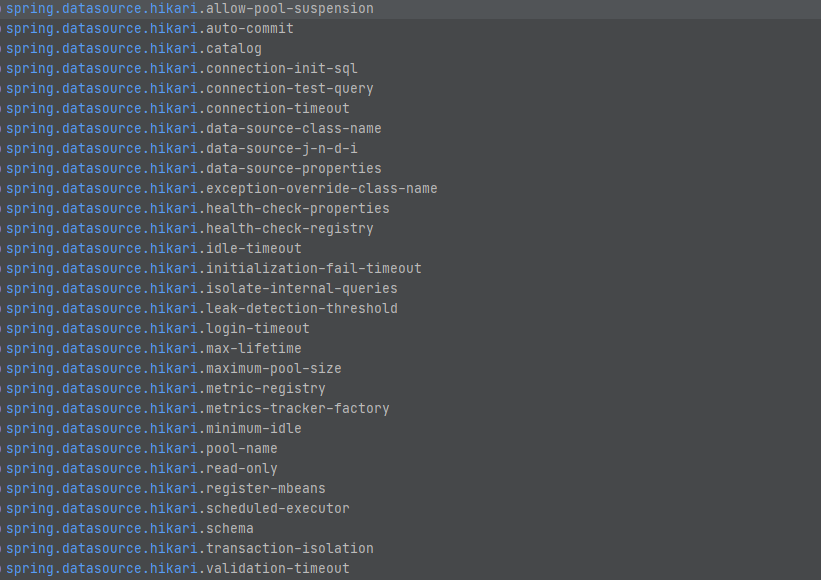 spring.datasource.hikari.allow-pool-suspension
spring.datasource.hikari.auto-commit
spring.datasource.hikari.catalog
spring.datasource.hikari.connection-init-sql
spring.datasource.hikari.connection-test-query
spring.datasource.hikari.connection-timeout
spring.datasource.hikari.data-source-class-name
spring.datasource.hikari.data-source-j-n-d-i
spring.datasource.hikari.data-source-properties
spring.datasource.hikari.exception-override-class-name
spring.datasource.hikari.health-check-properties
spring.datasource.hikari.health-check-registry
spring.datasource.hikari.idle-timeout
spring.datasource.hikari.initialization-fail-timeout
spring.datasource.hikari.isolate-internal-queries
spring.datasource.hikari.leak-detection-threshold
spring.datasource.hikari.login-timeout
spring.datasource.hikari.max-lifetime
spring.datasource.hikari.maximum-pool-size
spring.datasource.hikari.metric-registry
spring.datasource.hikari.metrics-tracker-factory
spring.datasource.hikari.minimum-idle
spring.datasource.hikari.pool-name
spring.datasource.hikari.read-only
spring.datasource.hikari.register-mbeans
spring.datasource.hikari.scheduled-executor
spring.datasource.hikari.schema
spring.datasource.hikari.transaction-isolation
spring.datasource.hikari.validation-timeout